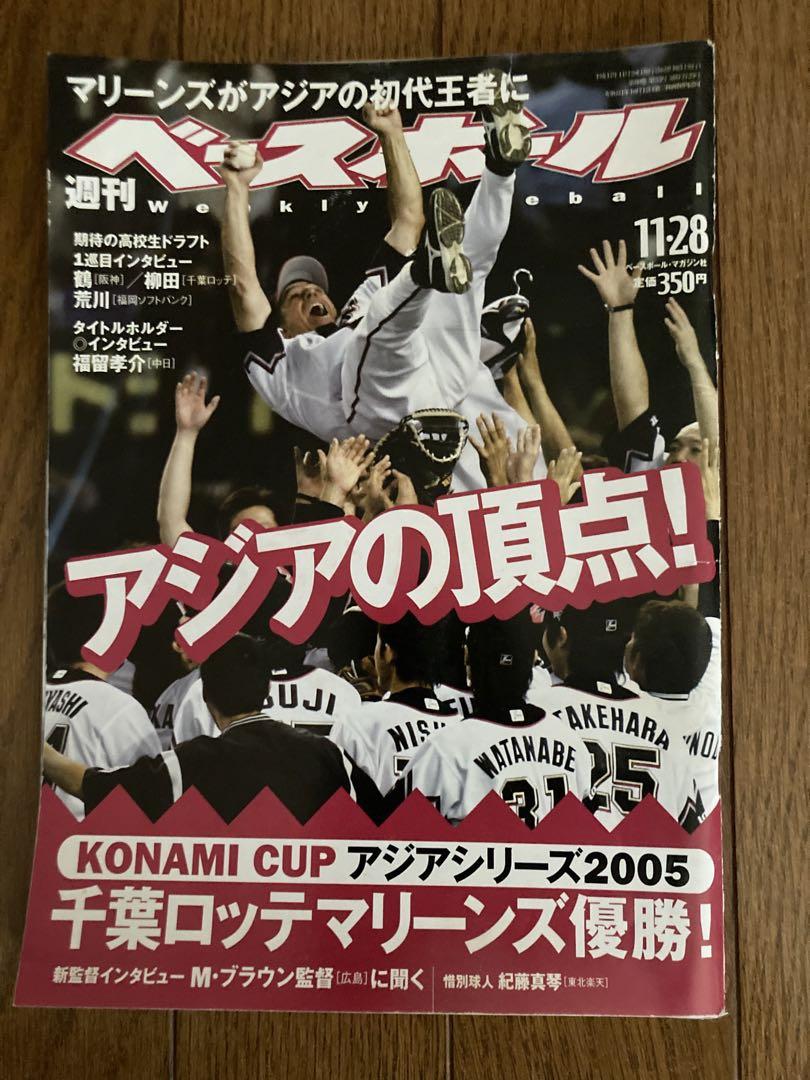 マリーンズがアジアの初代王者に
ベースボール
週刊
Weekly
eball
11・28
ベースボール・マガジン社
定価350円
期待の高校生ドラフト
1巡目インタビュー
鶴[阪神]/柳田[千葉ロッテ]
荒川[福岡ソフトバンク]
タイトルホルダー
◎インタビュー
福留孝介[中日]
アジアの頂点!
YASHI
KA
SUJI
NISH
WATANABE
31
TAKEHARA
25
KONAMI CUP アジアシリーズ2005
千葉ロッテマリーンズ優勝!
新監督インタビュー M・ブラウン監督[広島]に聞く
惜別球人 紀藤真琴[東北楽天]